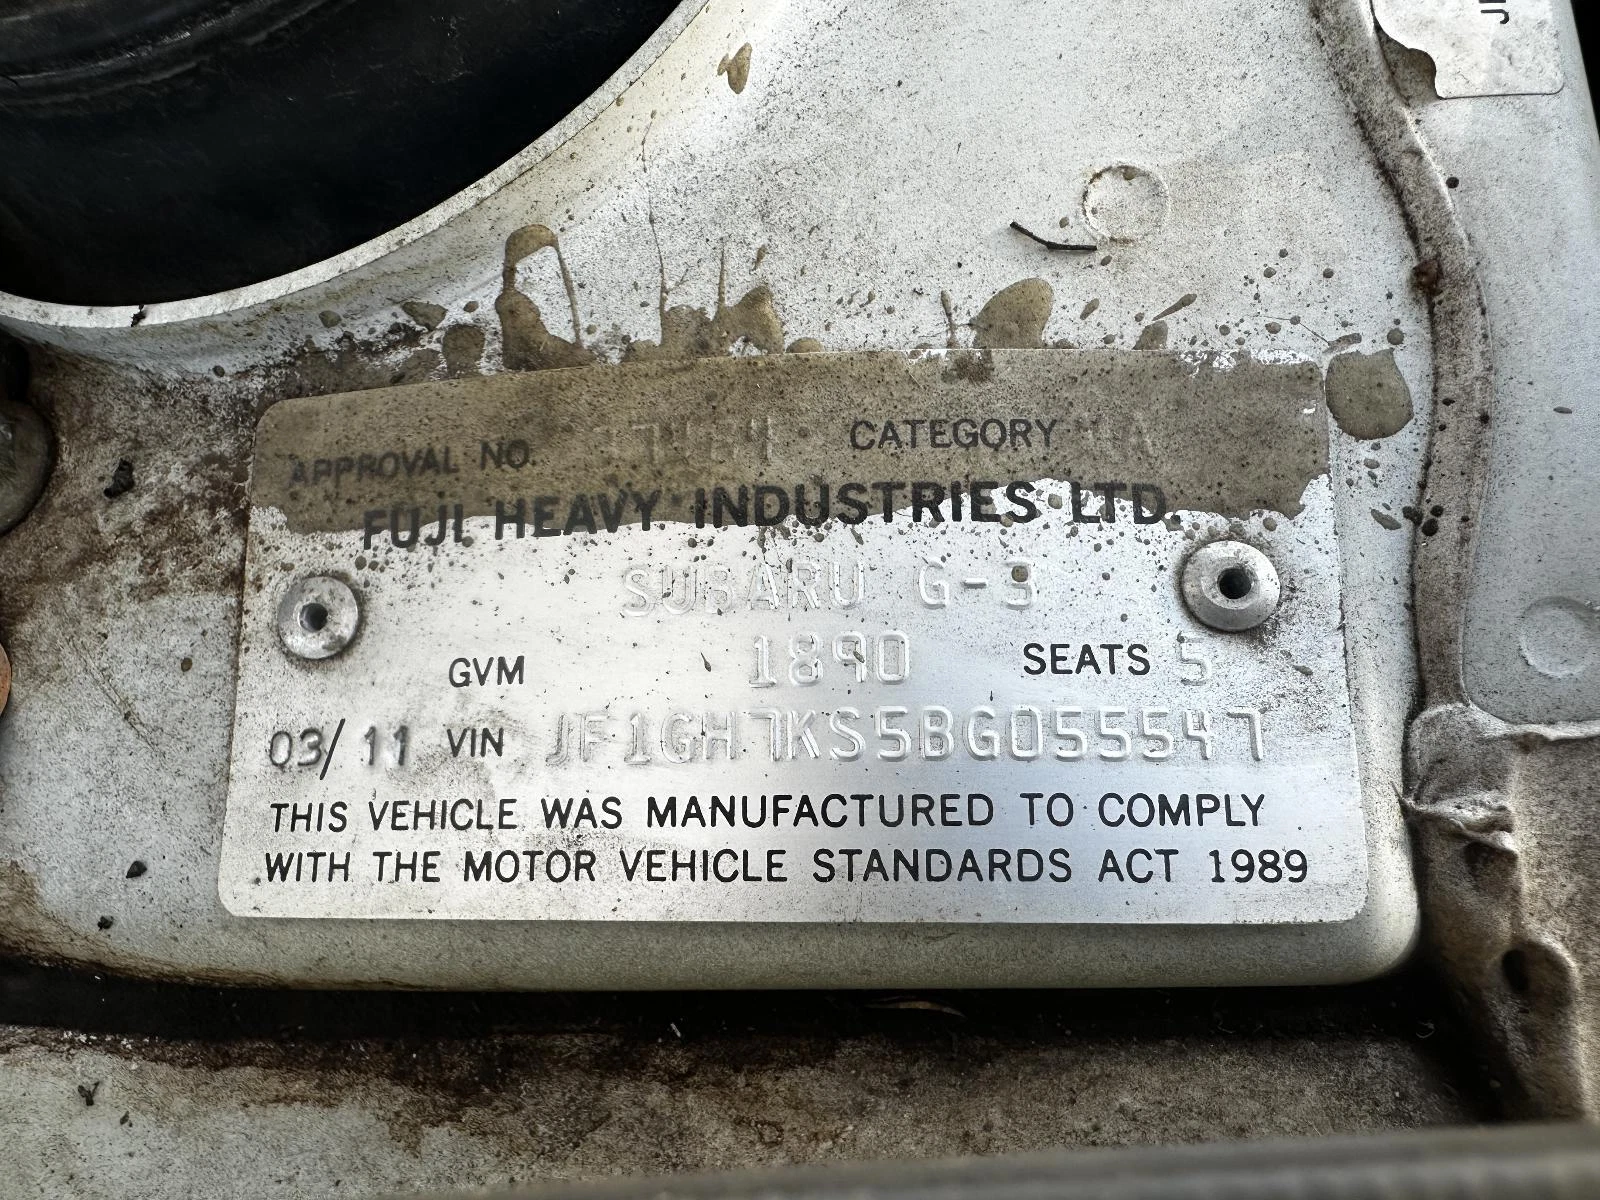 APPROVAL NO. CATEGORY
FUJI HEAVY INDUSTRIES LTD.
SUBARU G-3
GVM 1890 SEATS 5
03/11 VIN JF1GH7KS5BG055547
THIS VEHICLE WAS MANUFACTURED TO COMPLY
WITH THE MOTOR VEHICLE STANDARDS ACT 1989